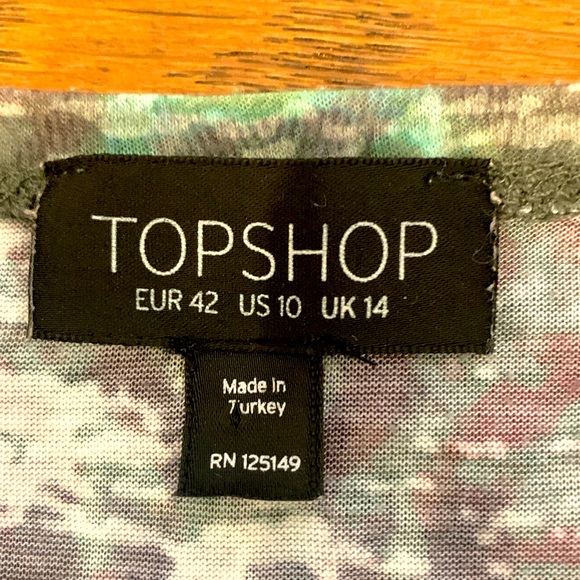 TOPSHOP
EUR 42 US 10 UK 14
Made in
Turkey
RN 125149